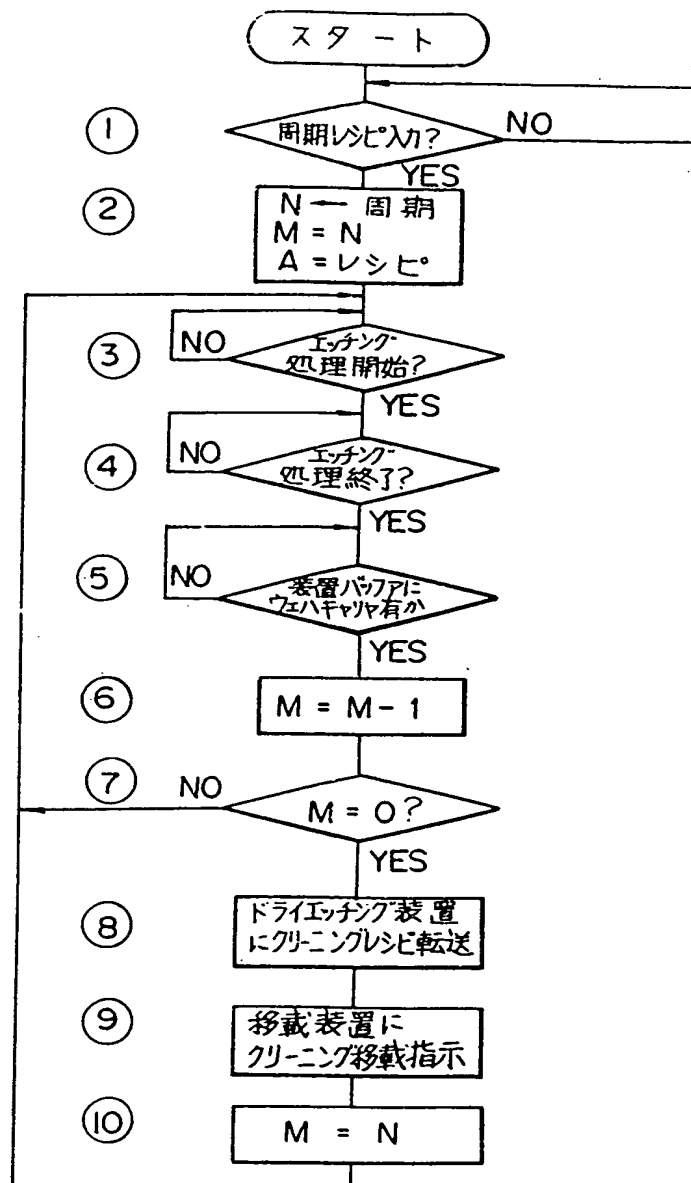 スタート
① 周期レシピ入力? NO
YES
② N ← 周期
M = N
A = レシピ
③ NO エッチング
処理開始?
YES
④ NO エッチング
処理終了?
YES
⑤ NO 装置バッファに
ウェハキャリヤ有か
YES
⑥ M = M - 1
⑦ NO M = 0?
YES
⑧ ドライエッチング装置
にクリーニングレシピ転送
⑨ 移載装置に
クリーニング移載指示
⑩ M = N